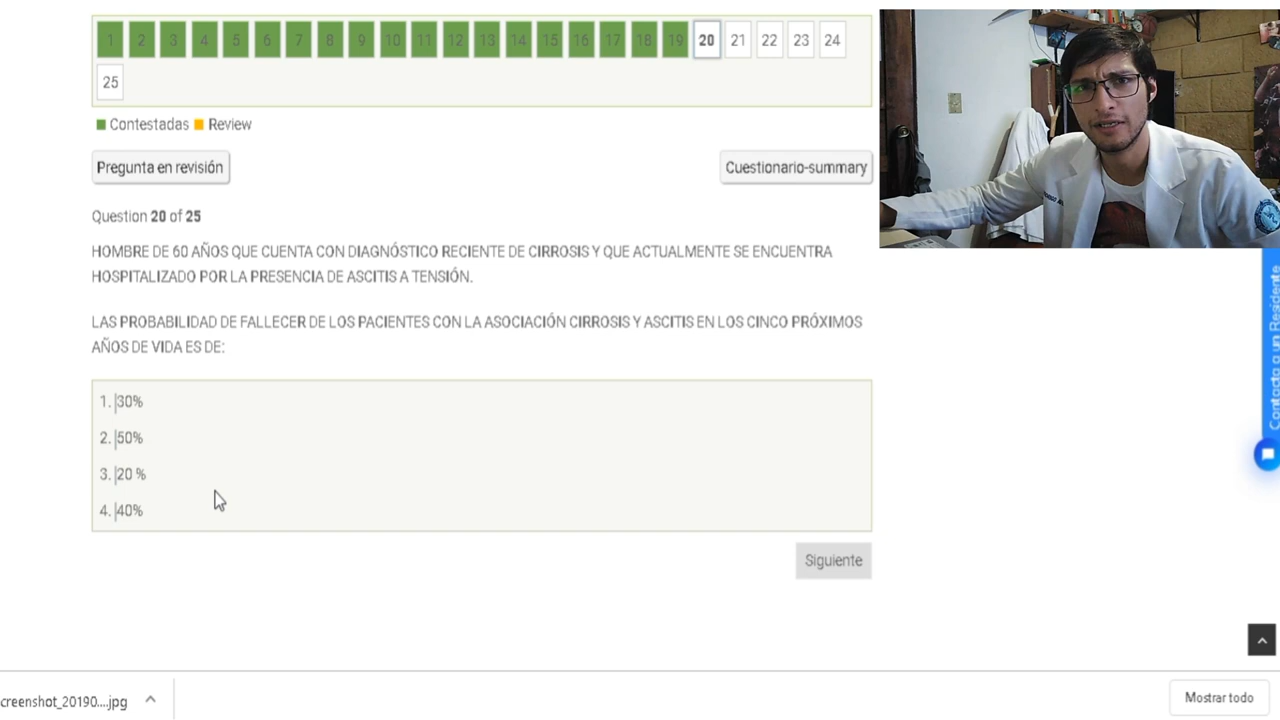 1 2 3 4 5 6 7 8 9 10 11 12 13 14 15 16 17 18 19 20 21 22 23 24
25
Contestadas Review
Pregunta en revisión
Cuestionario-summary
Question 20 of 25
HOMBRE DE 60 AÑOS QUE CUENTA CON DIAGNÓSTICO RECIENTE DE CIRROSIS Y QUE ACTUALMENTE SE ENCUENTRA
HOSPITALIZADO POR LA PRESENCIA DE ASCITIS A TENSIÓN.
LAS PROBABILIDAD DE FALLECER DE LOS PACIENTES CON LA ASOCIACIÓN CIRROSIS Y ASCITIS EN LOS CINCO PRÓXIMOS
AÑOS DE VIDA ES DE:
1. 30%
2. 50%
3. 20 %
4. 40%
Siguiente
Contacta a un Residente
creenshot_20190....jpg
Mostrar todo